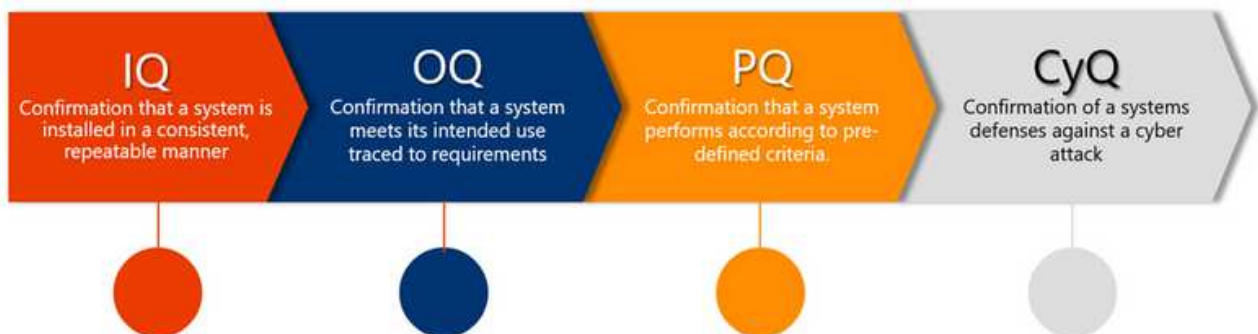 IQ
Confirmation that a system is
installed in a consistent,
repeatable manner
OQ
Confirmation that a system
meets its intended use
traced to requirements
PQ
Confirmation that a system
performs according to pre-
defined criteria.
CyQ
Confirmation of a systems
defenses against a cyber
attack